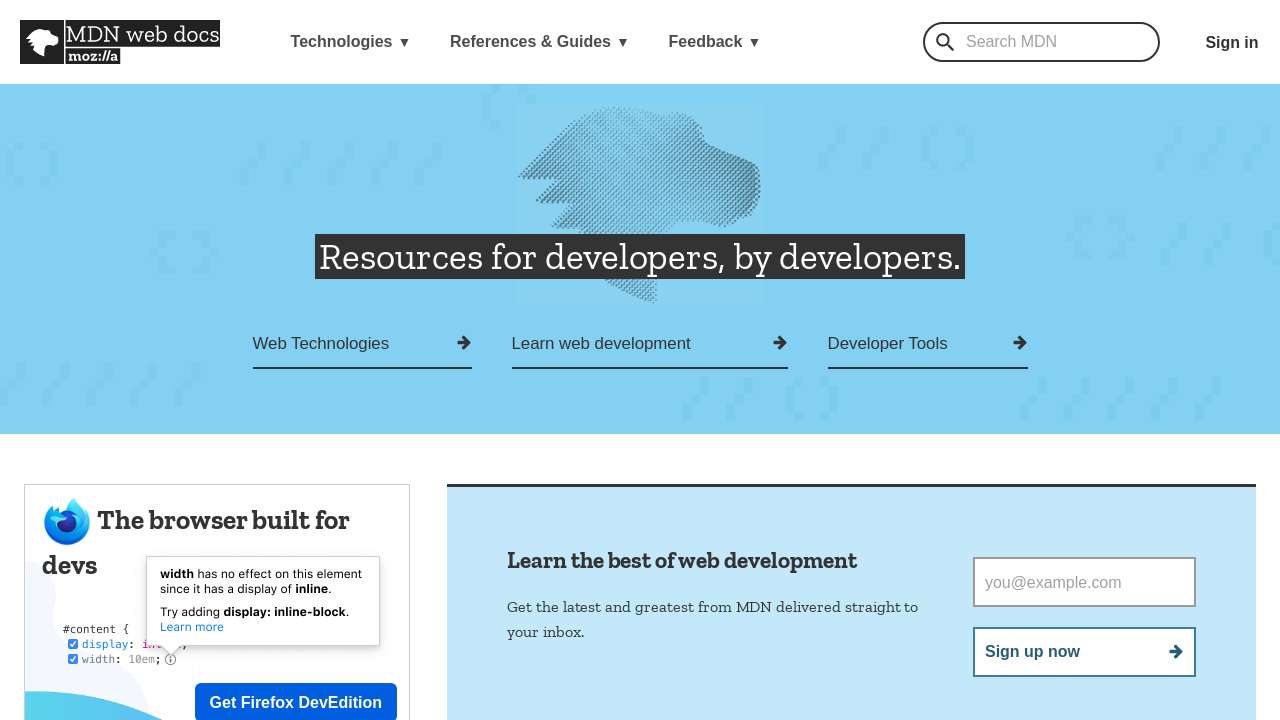 MDN web docs
moz://a
Technologies ▼
References & Guides ▼
Feedback ▼
Search MDN
Sign in
Resources for developers, by developers.
Web Technologies
Learn web development
Developer Tools
The browser built for
devs
width has no effect on this element
since it has a display of inline.
Try adding display: inline-block.
Learn more
#content {
display:
width: 10em;
Get Firefox DevEdition
Learn the best of web development
Get the latest and greatest from MDN delivered straight to
your inbox.
you@example.com
Sign up now